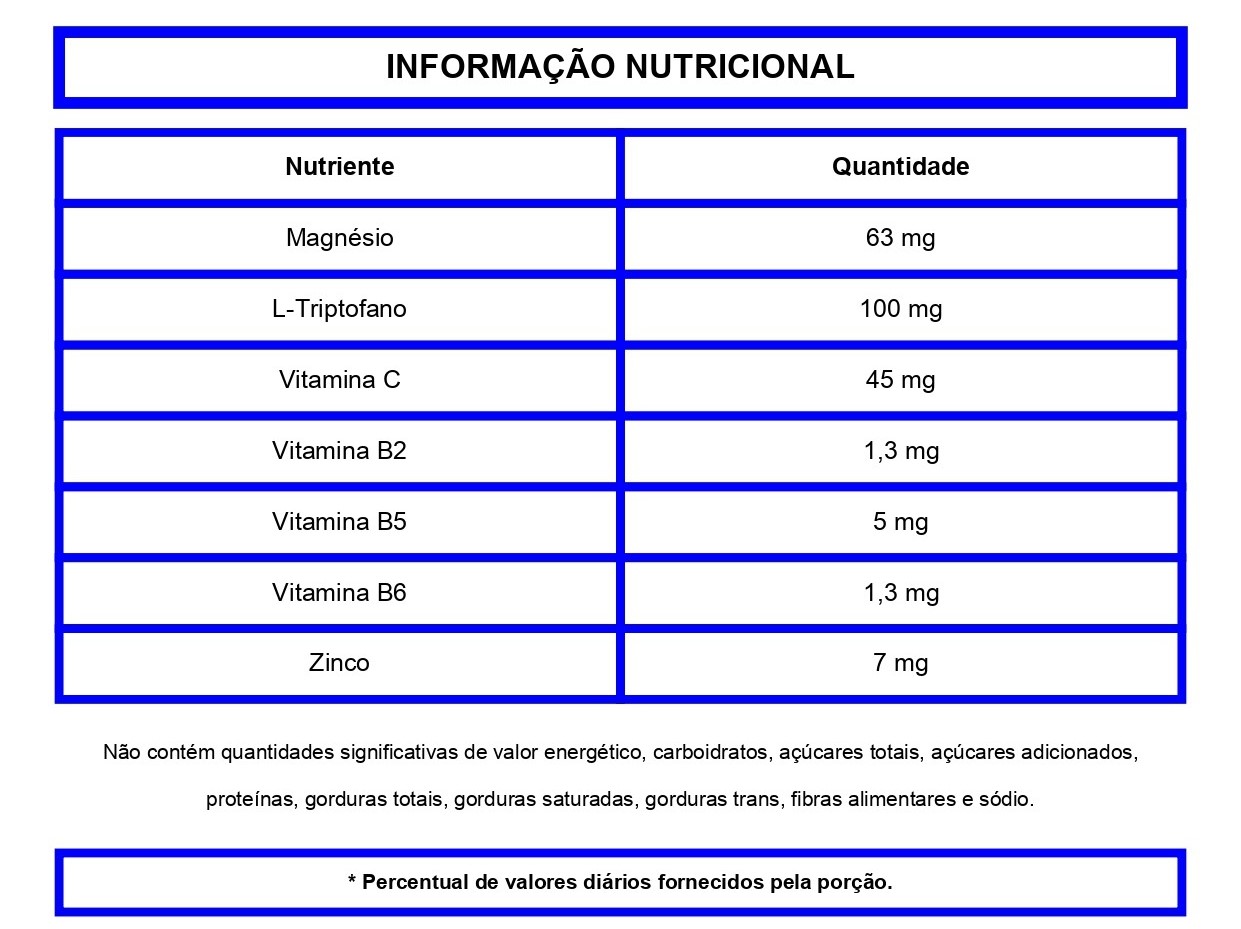 INFORMAÇÃO NUTRICIONAL
Nutriente Quantidade
Magnésio 63 mg
L-Triptofano 100 mg
Vitamina C 45 mg
Vitamina B2 1,3 mg
Vitamina B5 5 mg
Vitamina B6 1,3 mg
Zinco 7 mg
Não contém quantidades significativas de valor energético, carboidratos, açúcares totais, açúcares adicionados,
proteínas, gorduras totais, gorduras saturadas, gorduras trans, fibras alimentares e sódio.
* Percentual de valores diários fornecidos pela porção.